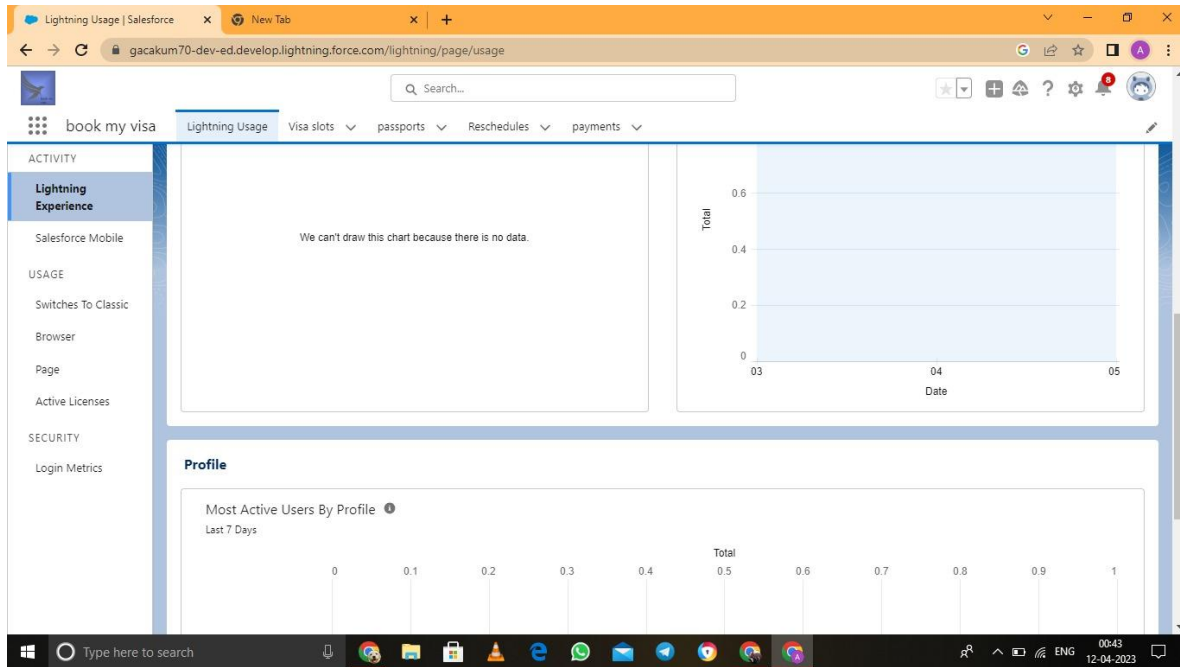 Lightning Usage | Salesforce
New Tab
gacakum70-dev-ed.develop.lightning.force.com/lightning/page/usage
G
A
Search...
8
book my visa
Lightning Usage
Visa slots
passports
Reschedules
payments
ACTIVITY
Lightning
Experience
Salesforce Mobile
USAGE
Switches To Classic
Browser
Page
Active Licenses
SECURITY
Login Metrics
We can't draw this chart because there is no data.
Total
0.6
0.4
0.2
0
03 04 05
Date
Profile
Most Active Users By Profile
Last 7 Days
Total
0 0.1 0.2 0.3 0.4 0.5 0.6 0.7 0.8 0.9 1
Type here to search
ENG
00:43
12-04-2023